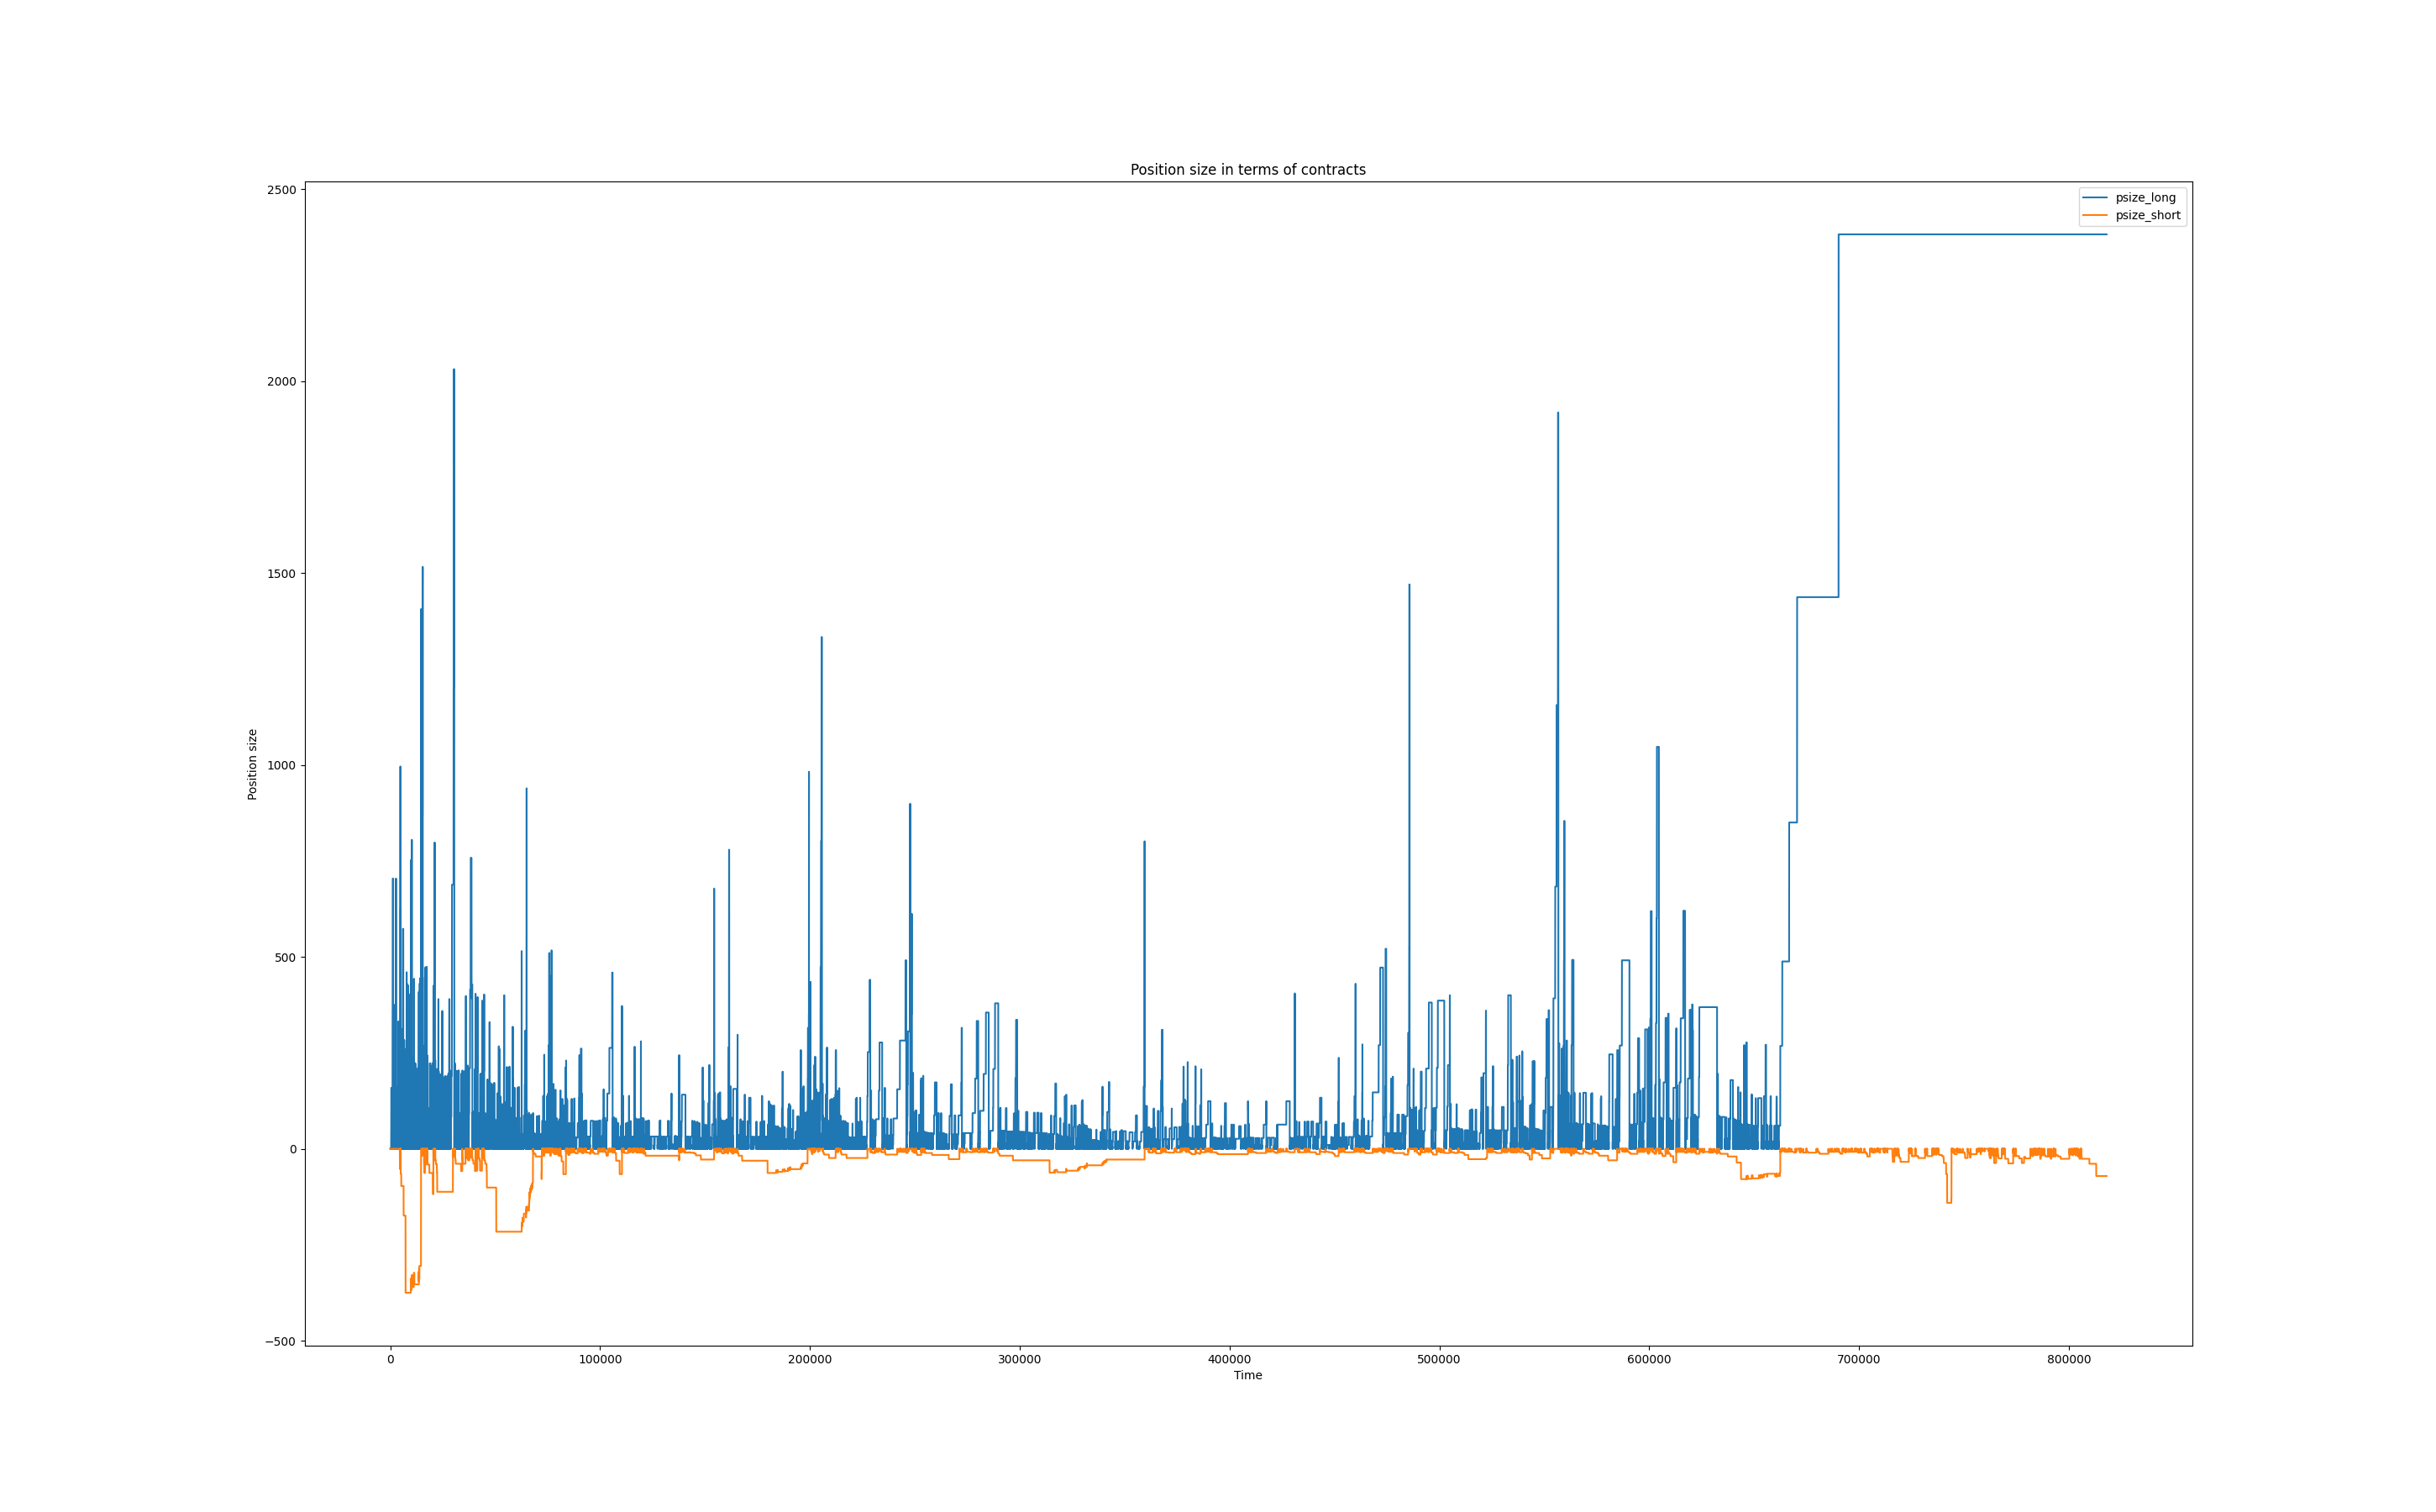 Position size in terms of contracts
psize_long
psize_short
2500
2000
1500
1000
500
0
−500
Position size
0 100000 200000 300000 400000 500000 600000 700000 800000
Time